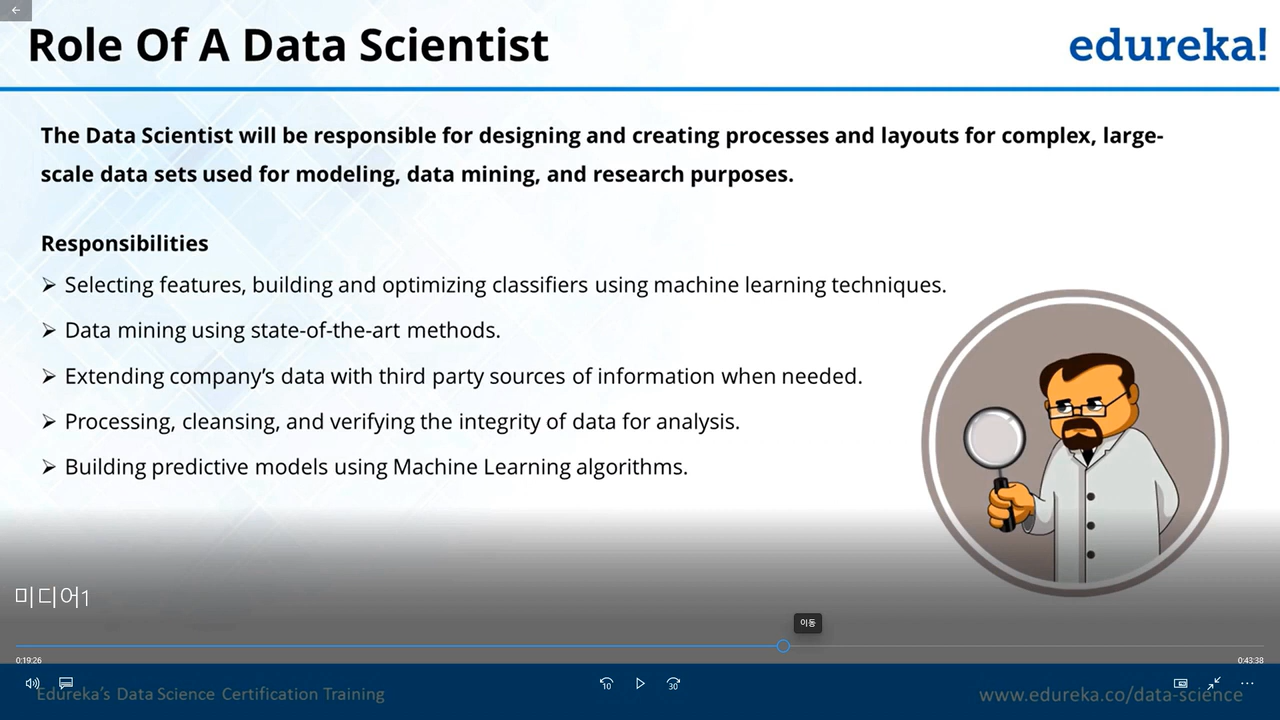 Role Of A Data Scientist
edureka!
The Data Scientist will be responsible for designing and creating processes and layouts for complex, large-
scale data sets used for modeling, data mining, and research purposes.
Responsibilities
➢ Selecting features, building and optimizing classifiers using machine learning techniques.
➢ Data mining using state-of-the-art methods.
➢ Extending company’s data with third party sources of information when needed.
➢ Processing, cleansing, and verifying the integrity of data for analysis.
➢ Building predictive models using Machine Learning algorithms.
미디어1
이동
0:19:26
0:43:38
10
30
Edureka’s Data Science Certification Training
www.edureka.co/data-science